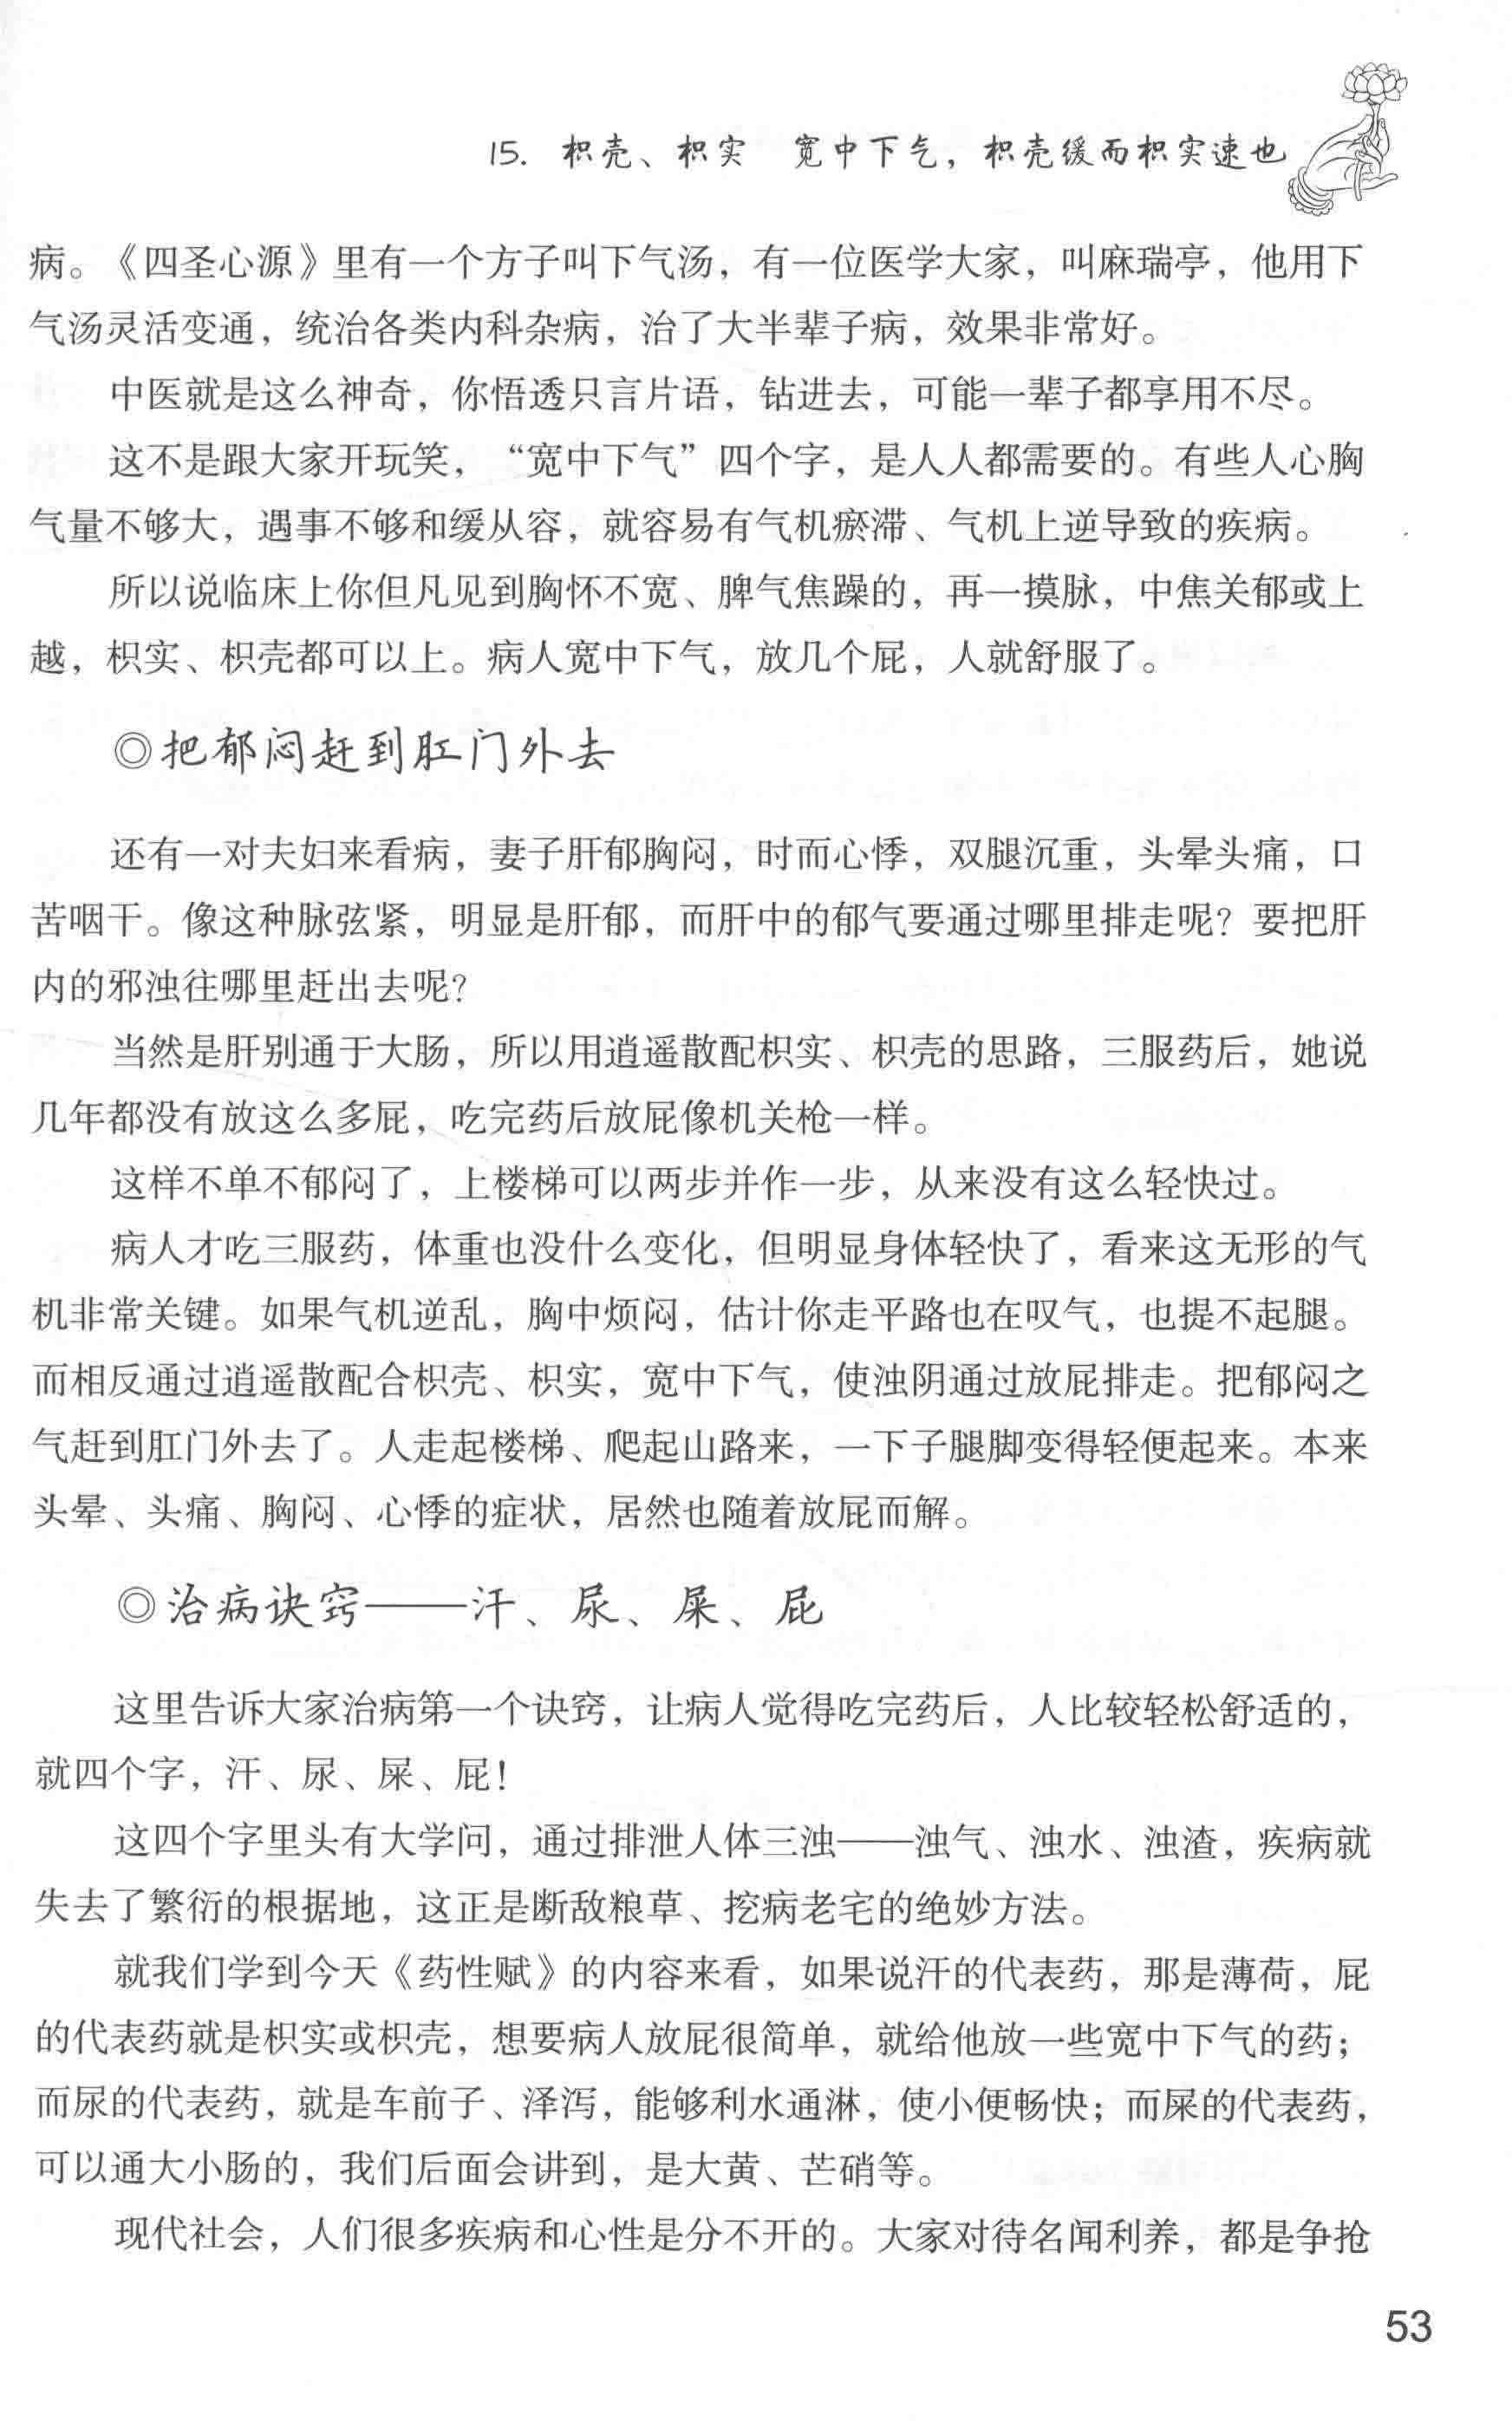 15. 枳壳、枳实　宽中下气，枳壳缓而枳实速也
病。《四圣心源》里有一个方子叫下气汤，有一位医学大家，叫麻瑞亭，他用下
气汤灵活变通，统治各类内科杂病，治了大半辈子病，效果非常好。
中医就是这么神奇，你悟透只言片语，钻进去，可能一辈子都享用不尽。
这不是跟大家开玩笑，“宽中下气”四个字，是人人都需要的。有些人心胸
气量不够大，遇事不够和缓从容，就容易有气机瘀滞、气机上逆导致的疾病。
所以说临床上你但凡见到胸怀不宽、脾气焦躁的，再一摸脉，中焦关郁或上
越，枳实、枳壳都可以上。病人宽中下气，放几个屁，人就舒服了。
◎把郁闷赶到肛门外去
还有一对夫妇来看病，妻子肝郁胸闷，时而心悸，双腿沉重，头晕头痛，口
苦咽干。像这种脉弦紧，明显是肝郁，而肝中的郁气要通过哪里排走呢？要把肝
内的邪浊往哪里赶出去呢？
当然是肝别通于大肠，所以用逍遥散配枳实、枳壳的思路，三服药后，她说
几年都没有放这么多屁，吃完药后放屁像机关枪一样。
这样不单不郁闷了，上楼梯可以两步并作一步，从来没有这么轻快过。
病人才吃三服药，体重也没什么变化，但明显身体轻快了，看来这无形的气
机非常关键。如果气机逆乱，胸中烦闷，估计你走平路也在叹气，也提不起腿。
而相反通过逍遥散配合枳壳、枳实，宽中下气，使浊阴通过放屁排走。把郁闷之
气赶到肛门外去了。人走起楼梯、爬起山路来，一下子腿脚变得轻便起来。本来
头晕、头痛、胸闷、心悸的症状，居然也随着放屁而解。
◎治病诀窍——汗、尿、屎、屁
这里告诉大家治病第一个诀窍，让病人觉得吃完药后，人比较轻松舒适的，
就四个字，汗、尿、屎、屁！
这四个字里头有大学问，通过排泄人体三浊——浊气、浊水、浊渣，疾病就
失去了繁衍的根据地，这正是断敌粮草、挖病老宅的绝妙方法。
就我们学到今天《药性赋》的内容来看，如果说汗的代表药，那是薄荷，屁
的代表药就是枳实或枳壳，想要病人放屁很简单，就给他放一些宽中下气的药；
而尿的代表药，就是车前子、泽泻，能够利水通淋，使小便畅快；而屎的代表药，
可以通大小肠的，我们后面会讲到，是大黄、芒硝等。
现代社会，人们很多疾病和心性是分不开的。大家对待名闻利养，都是争抢
53